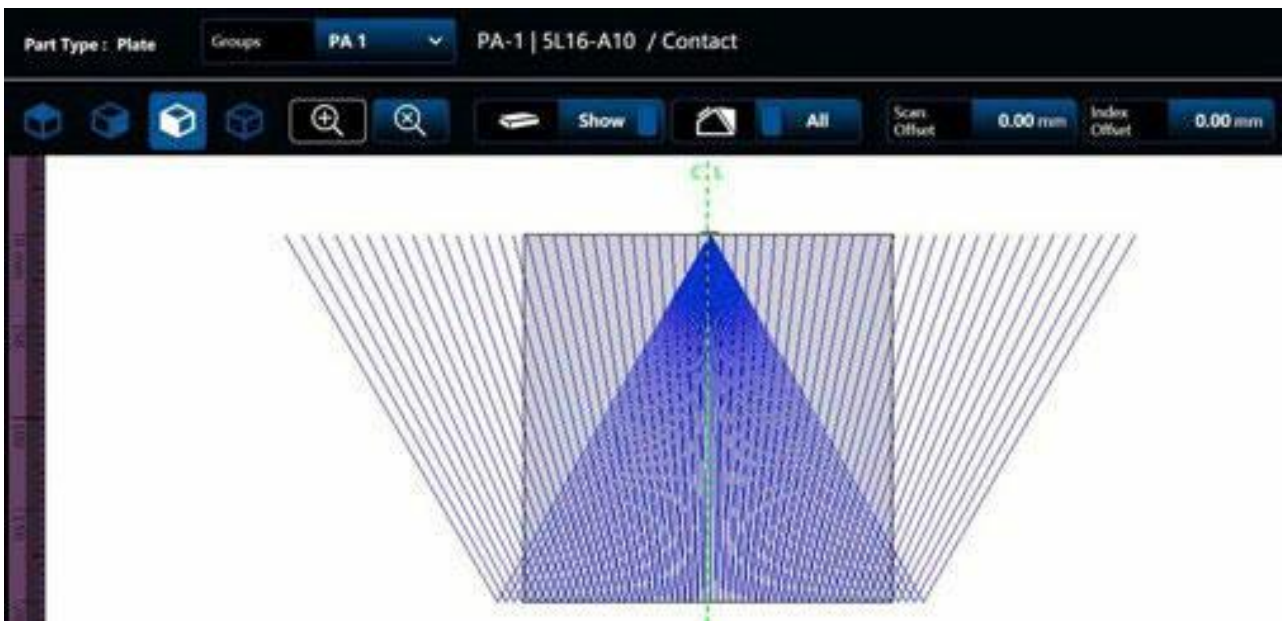 Part Type : Plate
Groups
PA 1
PA-1 | 5L16-A10 / Contact
Show
All
Scan Offset
0.00 mm
Index Offset
0.00 mm
C L